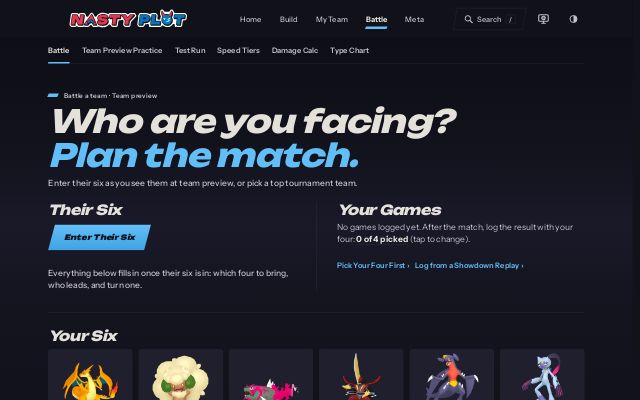 NASTY PLOT
Home Build My Team Battle Meta Search /
Battle Team Preview Practice Test Run Speed Tiers Damage Calc Type Chart
Battle a team · Team preview
Who are you facing?
Plan the match.
Enter their six as you see them at team preview, or pick a top tournament team.
Their Six
Enter Their Six
Everything below fills in once their six is in: which four to bring,
who leads, and turn one.
Your Games
No games logged yet. After the match, log the result with your
four: 0 of 4 picked (tap to change).
Pick Your Four First › Log from a Showdown Replay ›
Your Six